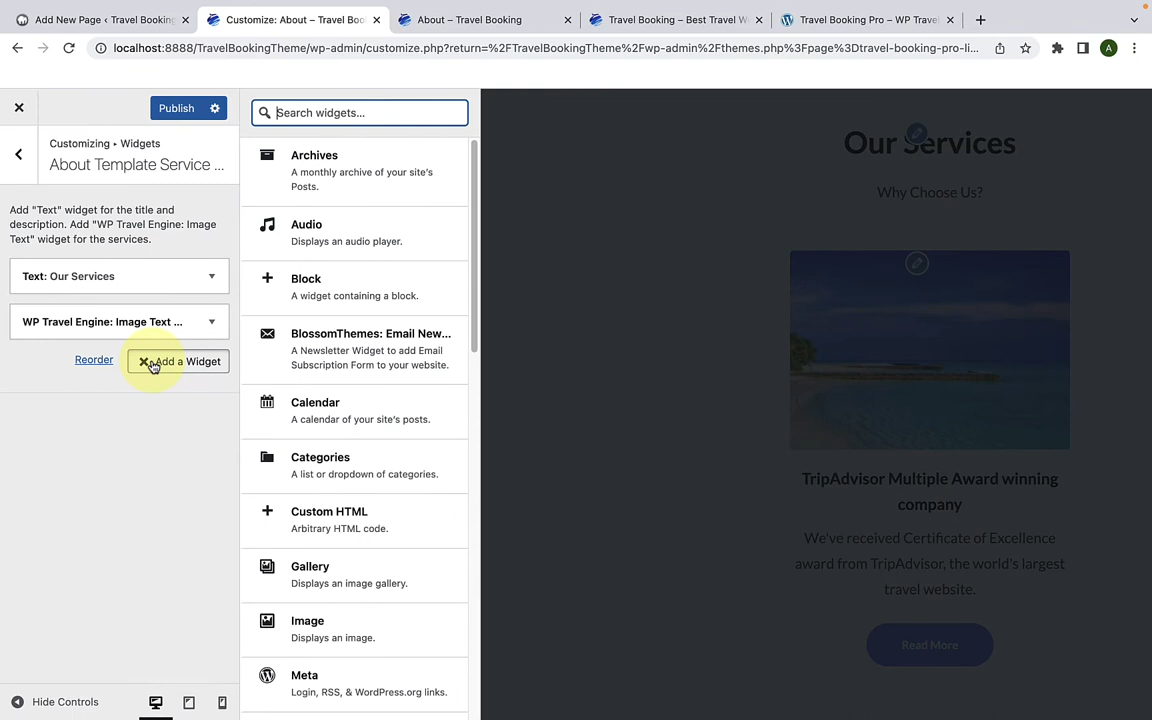 Add New Page ‹ Travel Booking
Customize: About – Travel Boo
About – Travel Booking
Travel Booking – Best Travel W
Travel Booking Pro – WP Travel
localhost:8888/TravelBookingTheme/wp-admin/customize.php?return=%2FTravelBookingTheme%2Fwp-admin%2Fthemes.php%3Fpage%3Dtravel-booking-pro-li...
A
Publish
Customizing ▸ Widgets
About Template Service ...
Add "Text" widget for the title and
description. Add "WP Travel Engine: Image
Text" widget for the services.
Text: Our Services
WP Travel Engine: Image Text ...
Reorder
Add a Widget
Hide Controls
Search widgets...
Archives
A monthly archive of your site's
Posts.
Audio
Displays an audio player.
Block
A widget containing a block.
BlossomThemes: Email New...
A Newsletter Widget to add Email
Subscription Form to your website.
Calendar
A calendar of your site's posts.
Categories
A list or dropdown of categories.
Custom HTML
Arbitrary HTML code.
Gallery
Displays an image gallery.
Image
Displays an image.
Meta
Login, RSS, & WordPress.org links.
Our Services
Why Choose Us?
TripAdvisor Multiple Award winning
company
We've received Certificate of Excellence
award from TripAdvisor, the world's largest
travel website.
Read More